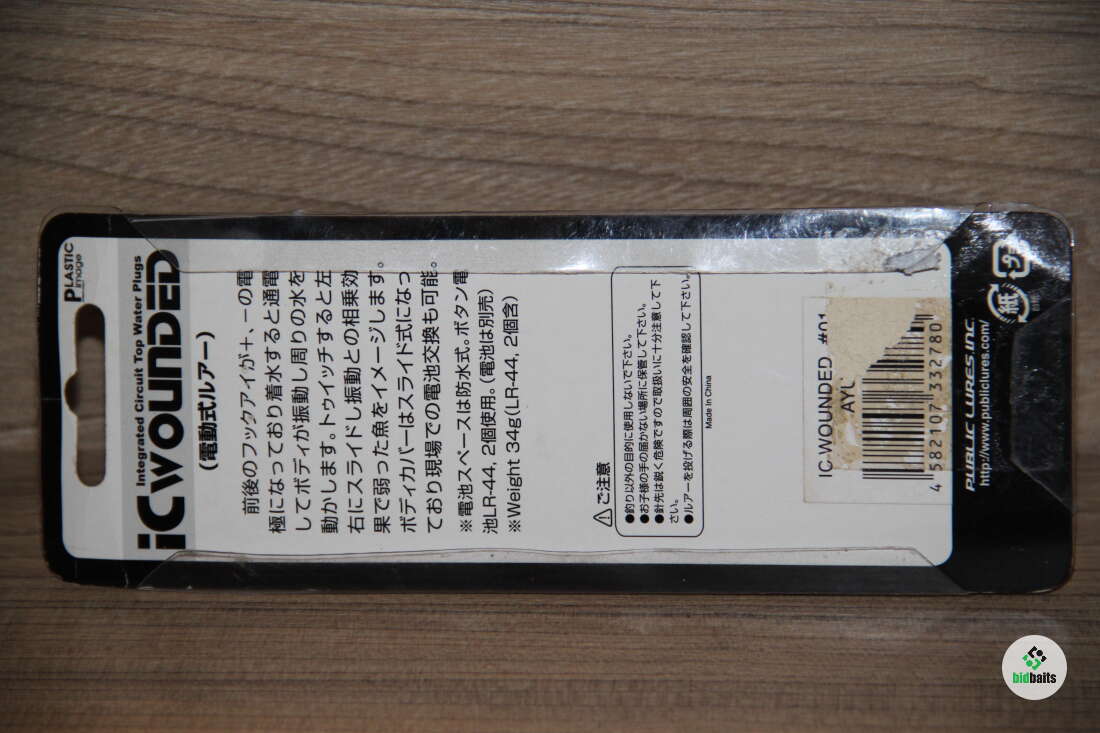 PLASTIC
image
Integrated Circuit Top Water Plugs
iC WOUNDED
(電動式ルアー)
前後のフックアイが+、−の電
極になっており着水すると通電
してボディが振動し周りの水を
動かします。トゥイッチすると左
右にスライドし振動との相乗効
果で弱った魚をイメージします。
ボディカバーはスライド式になっ
ており現場での電池交換も可能。
※電池スペースは防水式。ボタン電
池LR-44、2個使用。(電池は別売)
※Weight 34g(LR-44、2個含)
⚠ご注意
●釣り以外の目的に使用しないで下さい。
●お子様の手の届かない場所に保管して下さい。
●針先は鋭く危険ですので取扱いに十分注意して下
さい。
●ルアーを投げる際は周囲の安全を確認して下さい。
Made In China
IC-WOUNDED #01
AYU
4 582107 332780
PUBLIC CURES.INC.
http://www.publiclures.com/
紙
プラ
bidbaits